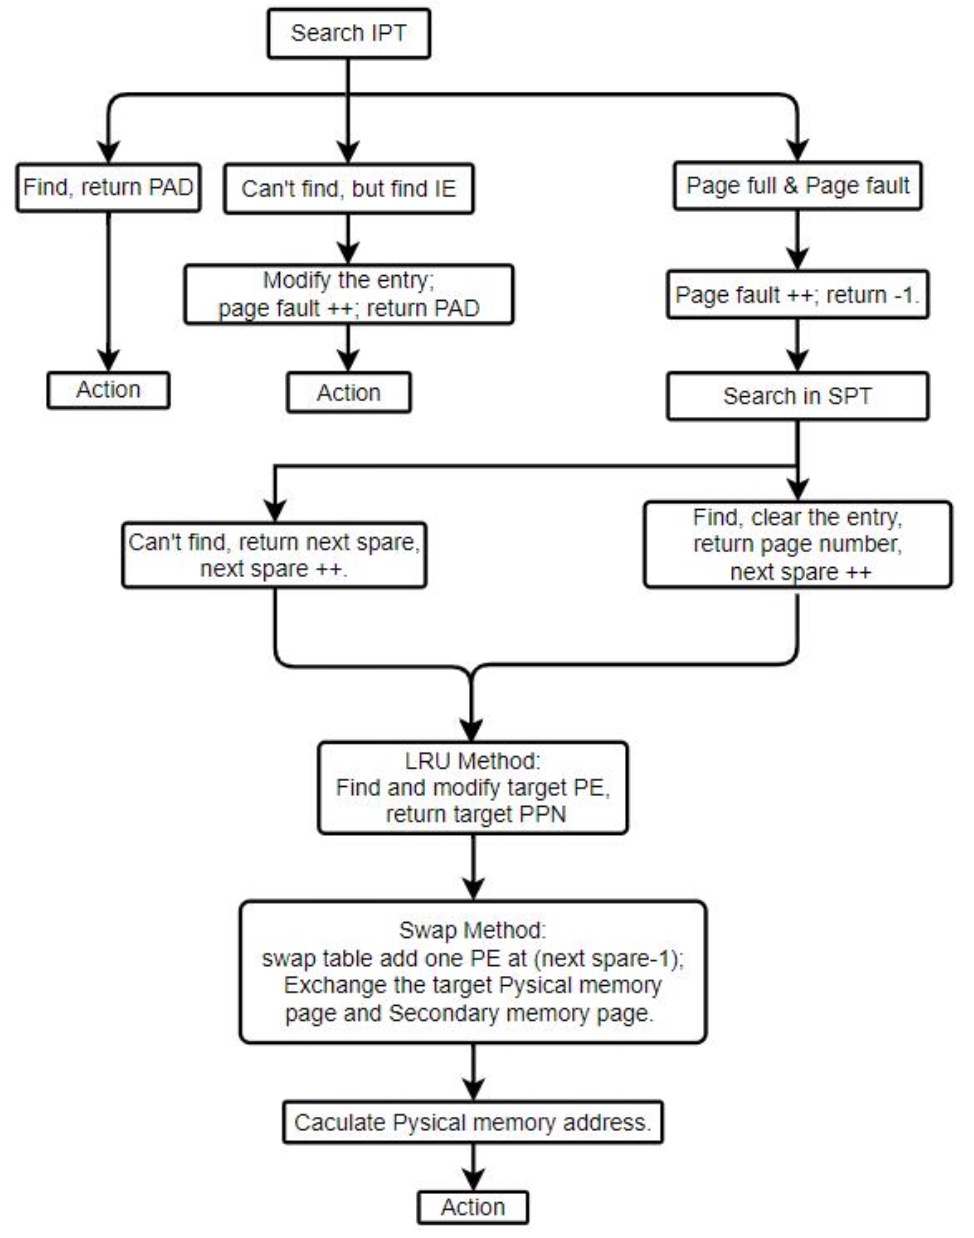 Search IPT
Find, return PAD
Can't find, but find IE
Page full & Page fault
Modify the entry;
page fault ++; return PAD
Page fault ++; return -1.
Action
Action
Search in SPT
Can't find, return next spare,
next spare ++.
Find, clear the entry,
return page number,
next spare ++
LRU Method:
Find and modify target PE,
return target PPN
Swap Method:
swap table add one PE at (next spare-1);
Exchange the target Pysical memory
page and Secondary memory page.
Caculate Pysical memory address.
Action